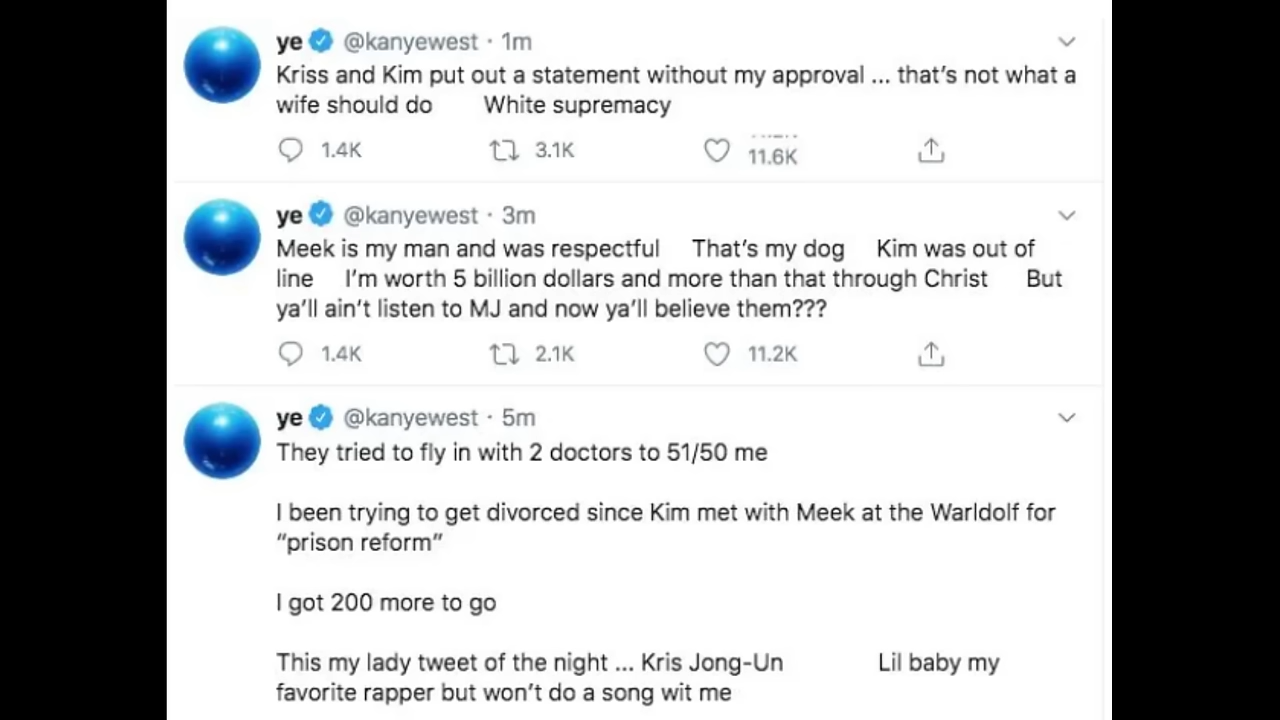 ye @kanyewest · 1m
Kriss and Kim put out a statement without my approval ... that's not what a
wife should do White supremacy
1.4K 3.1K 11.6K
ye @kanyewest · 3m
Meek is my man and was respectful That's my dog Kim was out of
line I'm worth 5 billion dollars and more than that through Christ But
ya'll ain't listen to MJ and now ya'll believe them???
1.4K 2.1K 11.2K
ye @kanyewest · 5m
They tried to fly in with 2 doctors to 51/50 me
I been trying to get divorced since Kim met with Meek at the Warldolf for
“prison reform”
I got 200 more to go
This my lady tweet of the night ... Kris Jong-Un Lil baby my
favorite rapper but won't do a song wit me